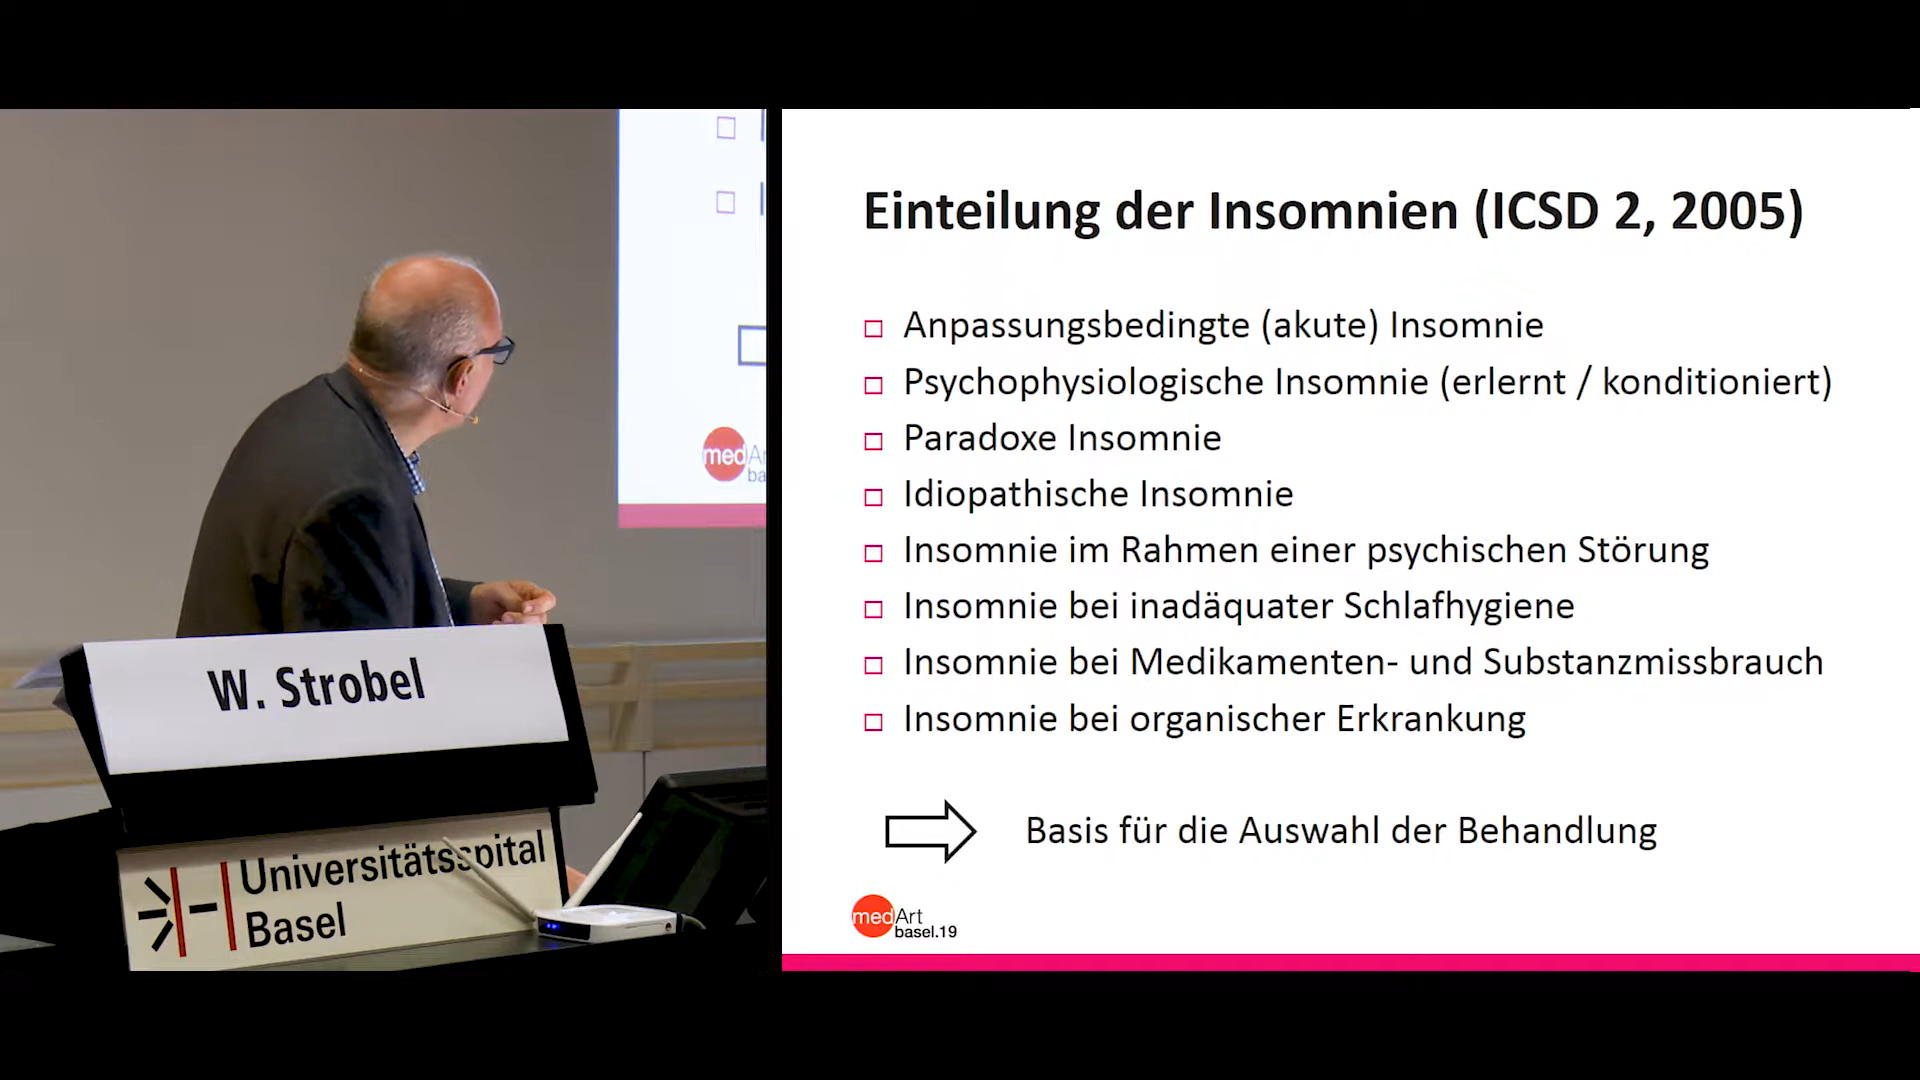 W. Strobel
Universitätsspital
Basel
med
Einteilung der Insomnien (ICSD 2, 2005)
Anpassungsbedingte (akute) Insomnie
Psychophysiologische Insomnie (erlernt / konditioniert)
Paradoxe Insomnie
Idiopathische Insomnie
Insomnie im Rahmen einer psychischen Störung
Insomnie bei inadäquater Schlafhygiene
Insomnie bei Medikamenten- und Substanzmissbrauch
Insomnie bei organischer Erkrankung
Basis für die Auswahl der Behandlung
medArt
basel.19